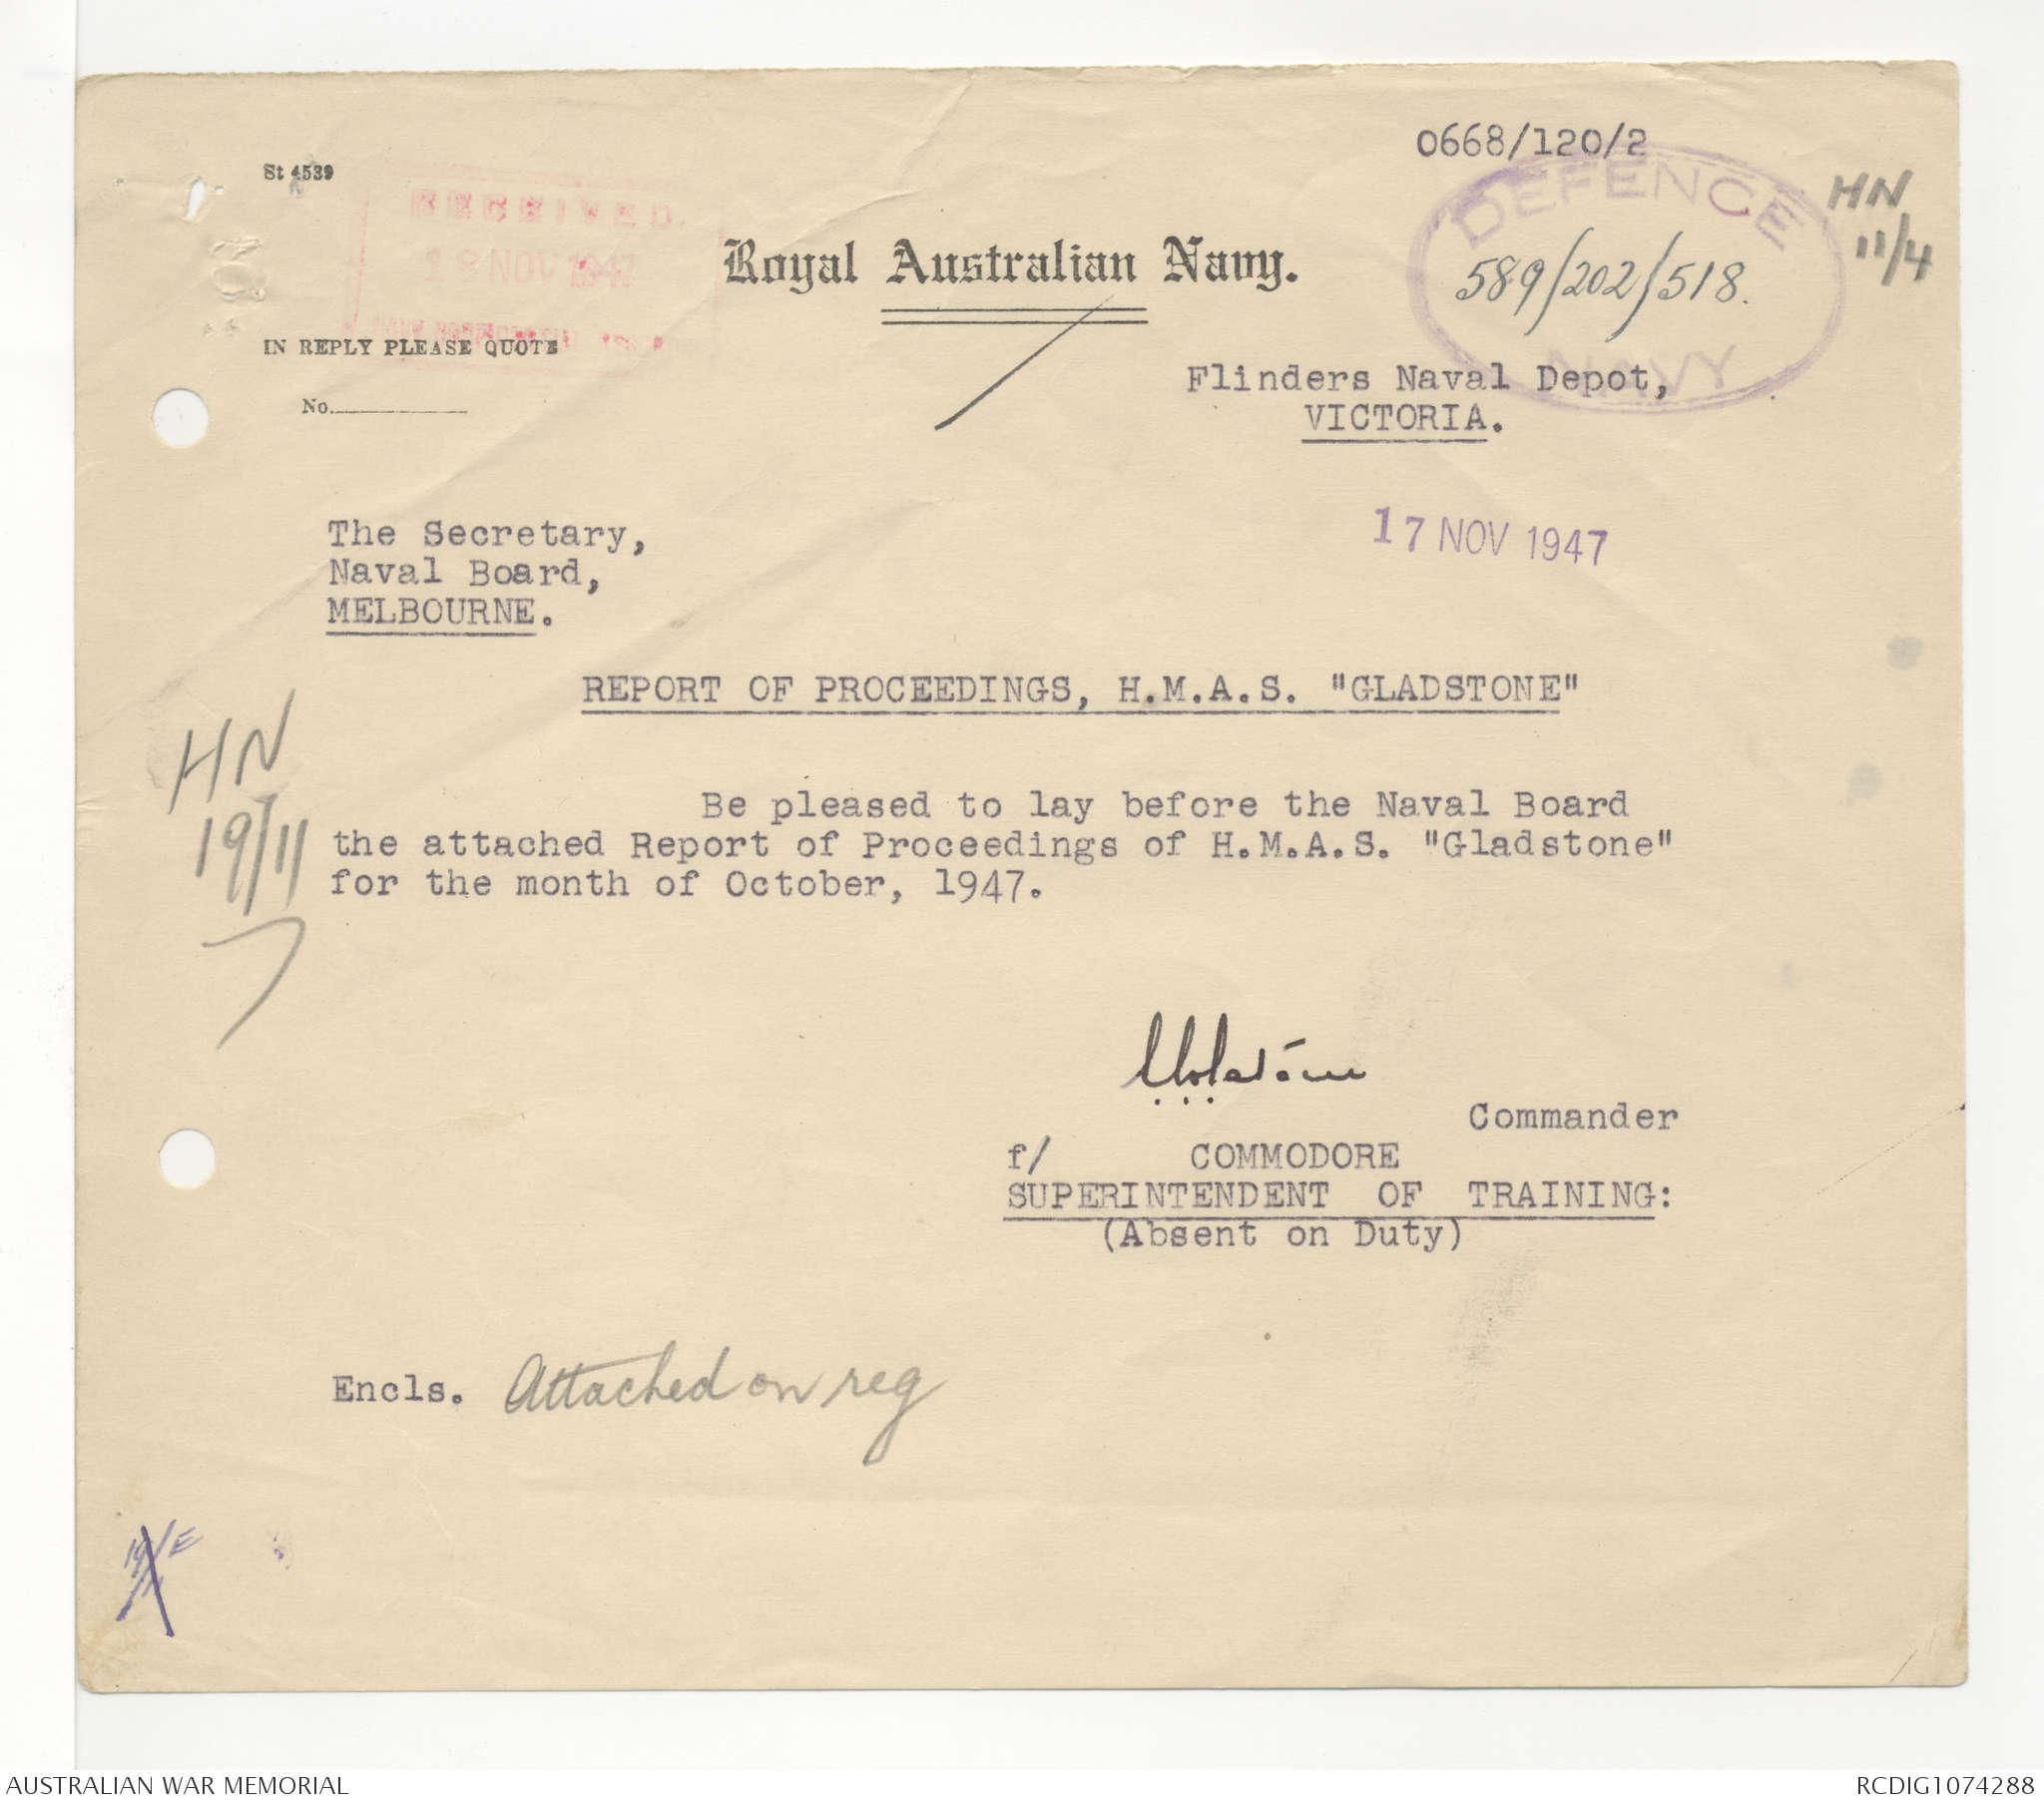 0668/120/2
St 4539
RECEIVED.
19 NOV 1947
DEFENCE
589/202/518.
NAVY
HN
11/4
Royal Australian Navy.
IN REPLY PLEASE QUOTE
No.
Flinders Naval Depot,
VICTORIA.
17 NOV 1947
The Secretary,
Naval Board,
MELBOURNE.
REPORT OF PROCEEDINGS, H.M.A.S. "GLADSTONE"
HN
19/11
Be pleased to lay before the Naval Board
the attached Report of Proceedings of H.M.A.S. "Gladstone"
for the month of October, 1947.
Commander
f/ COMMODORE
SUPERINTENDENT OF TRAINING:
(Absent on Duty)
Encls. Attached on reg
AUSTRALIAN WAR MEMORIAL
RCDIG1074288